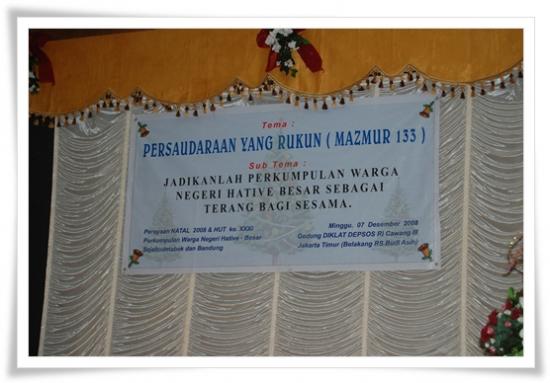 Tema :
PERSAUDARAAN YANG RUKUN ( MAZMUR 133 )
Sub Tema :
JADIKANLAH PERKUMPULAN WARGA
NEGERI HATIVE BESAR SEBAGAI
TERANG BAGI SESAMA.
Perayaan NATAL 2008 & HUT ke. XXXI
Perkumpulan Warga Negeri Hative - Besar
Sejabodetabek dan Bandung
Minggu, 07 Desember 2008
Gedung DIKLAT DEPSOS RI Cawang III
Jakarta Timur (Belakang RS.Budi Asih)